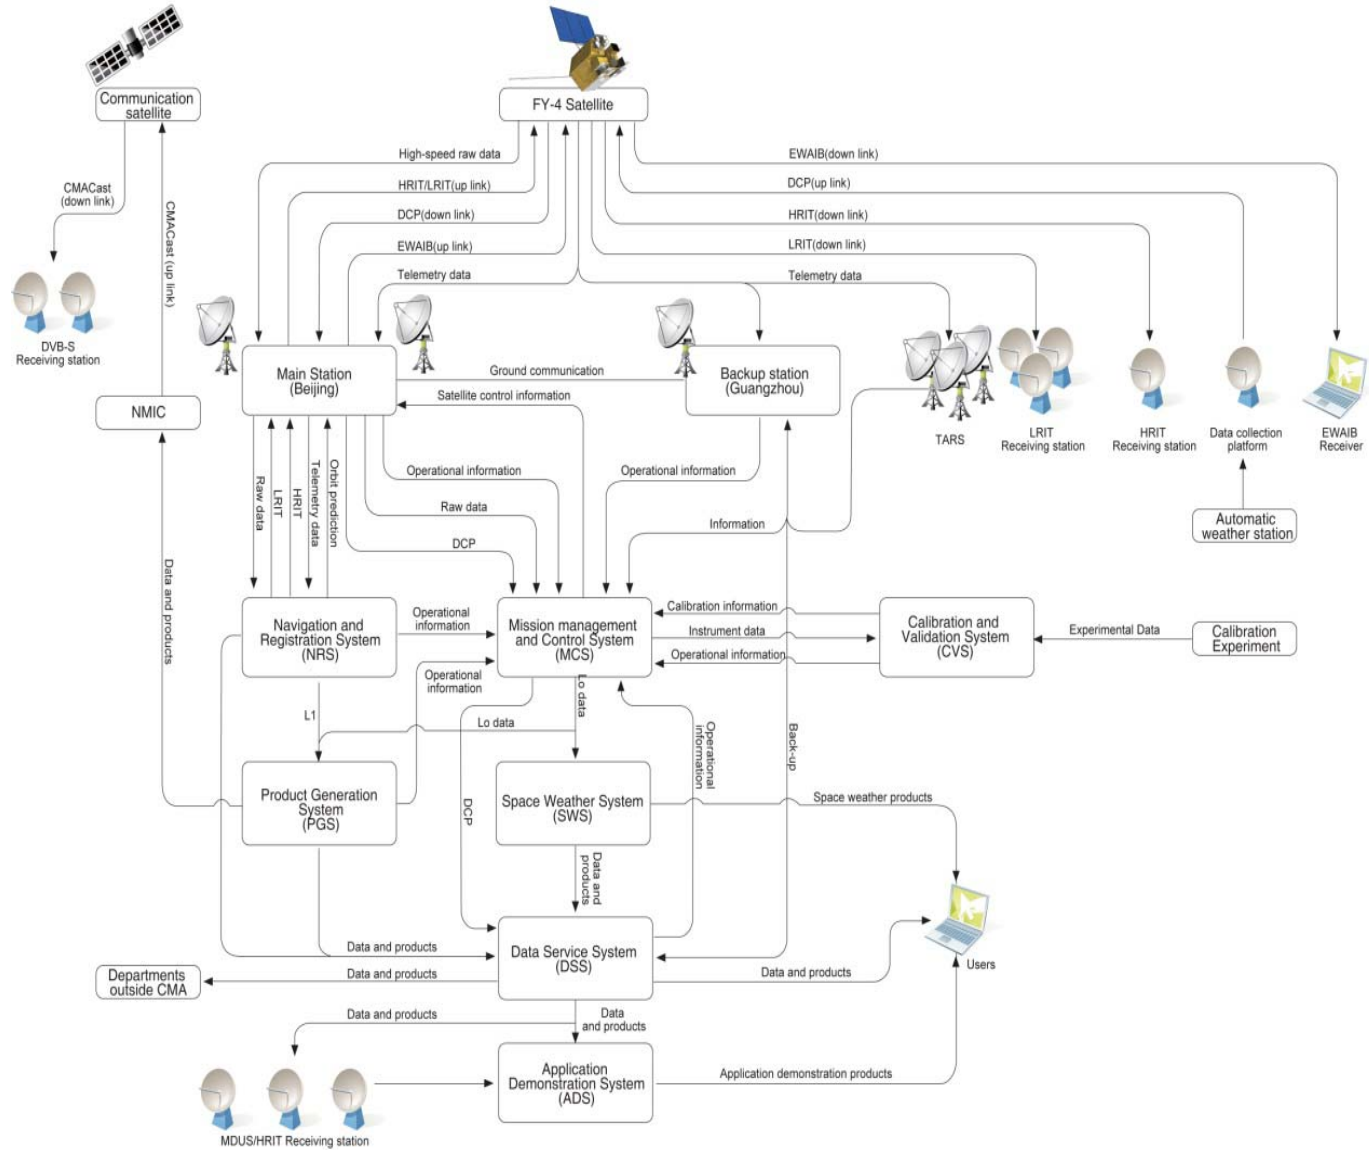 Communication
satellite
FY-4 Satellite
High-speed raw data
EWAIB(down link)
HRIT/LRIT(up link)
DCP(up link)
CMACast
(down link)
CMACast (up link)
DCP(down link)
HRIT(down link)
EWAIB(up link)
LRIT(down link)
Telemetry data
Telemetry data
DVB-S
Receiving station
Main Station
(Beijing)
Ground communication
Backup station
(Guangzhou)
Satellite control information
NMIC
TARS
LRIT
Receiving station
HRIT
Receiving station
Data collection
platform
EWAIB
Receiver
Raw data
LRIT
HRIT
Telemetry data
Orbit prediction
Operational information
Operational information
Raw data
Information
DCP
Automatic
weather station
Data and products
Navigation and
Registration System
(NRS)
Operational
information
Mission management
and Control System
(MCS)
Calibration information
Instrument data
Operational information
Calibration and
Validation System
(CVS)
Experimental Data
Calibration
Experiment
Operational
information
Lo data
L1
Lo data
Operational
information
Back-up
Product Generation
System
(PGS)
DCP
Space Weather System
(SWS)
Space weather products
Data and
products
Data and products
Data Service System
(DSS)
Users
Departments
outside CMA
Data and products
Data and products
Data and products
Data
and products
Application
Demonstration System
(ADS)
Application demonstration products
MDUS/HRIT Receiving station